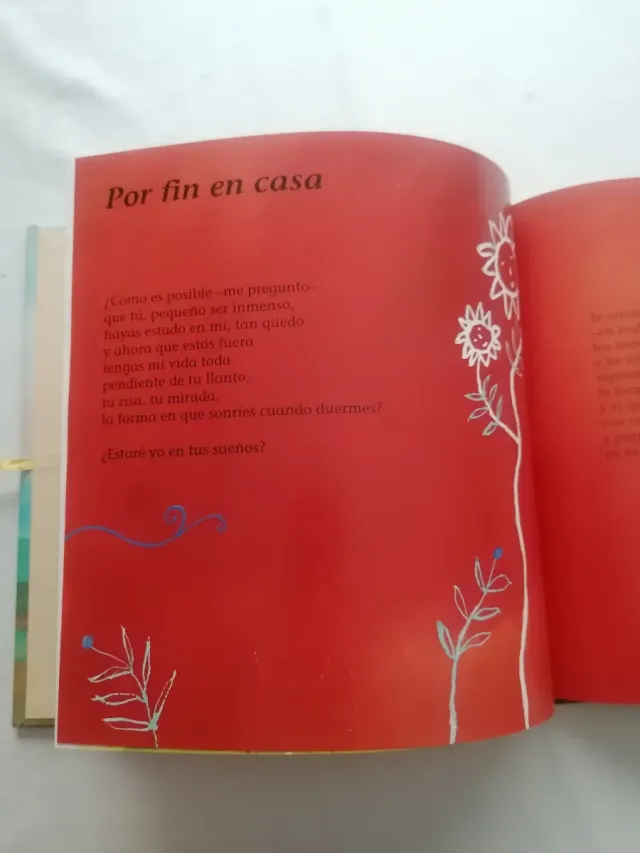 Por fin en casa
¿Como es posible –me pregunto–
que tú, pequeño ser inmenso,
hayas estado en mí, tan quedo
y ahora que estás fuera
tengas mi vida toda
pendiente de tu llanto,
tu risa, tu mirada,
la forma en que sonríes cuando duermes?
¿Estaré yo en tus sueños?